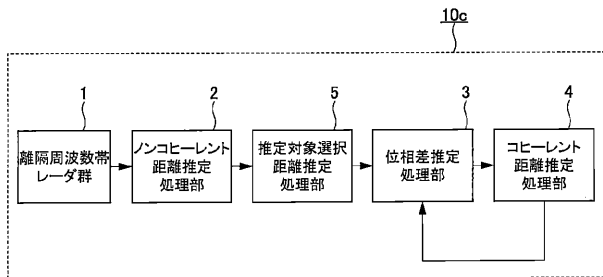 10c
1
2
5
3
4
離隔周波数帯
レーダ群
ノンコヒーレント
距離推定
処理部
推定対象選択
距離推定
処理部
位相差推定
処理部
コヒーレント
距離推定
処理部